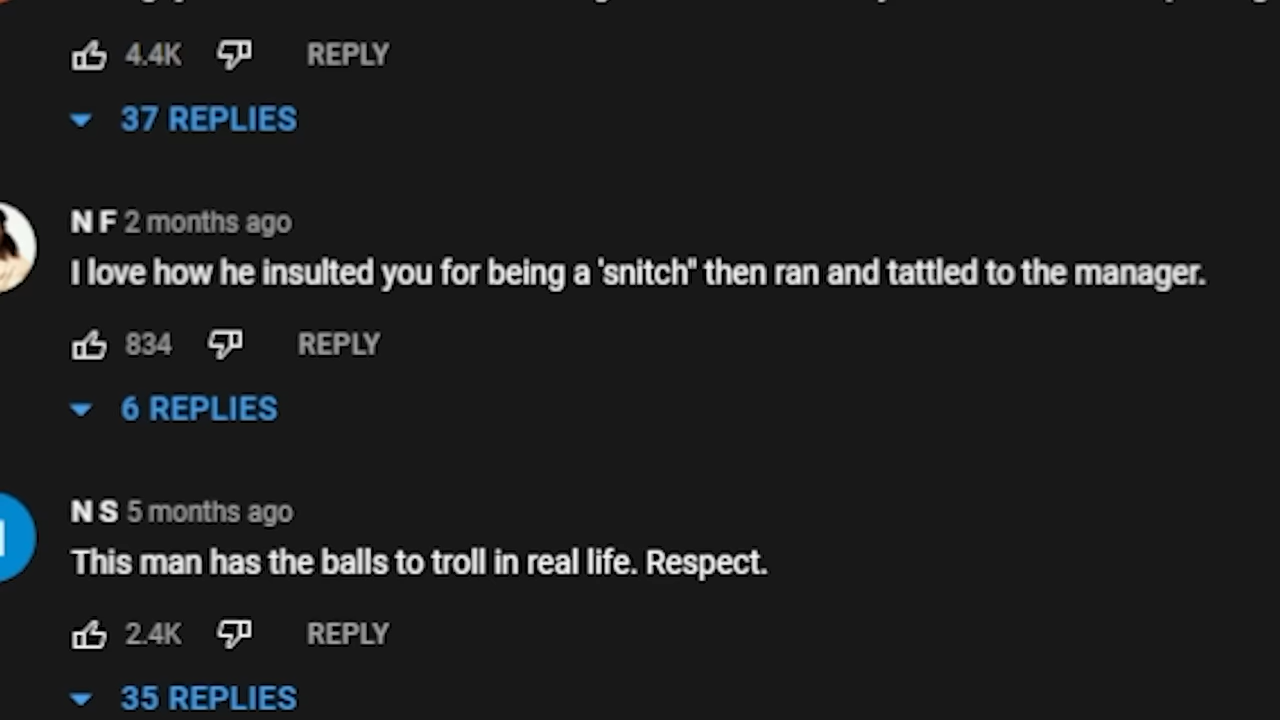 4.4K REPLY
37 REPLIES
N F 2 months ago
I love how he insulted you for being a 'snitch" then ran and tattled to the manager.
834 REPLY
6 REPLIES
N S 5 months ago
This man has the balls to troll in real life. Respect.
2.4K REPLY
35 REPLIES